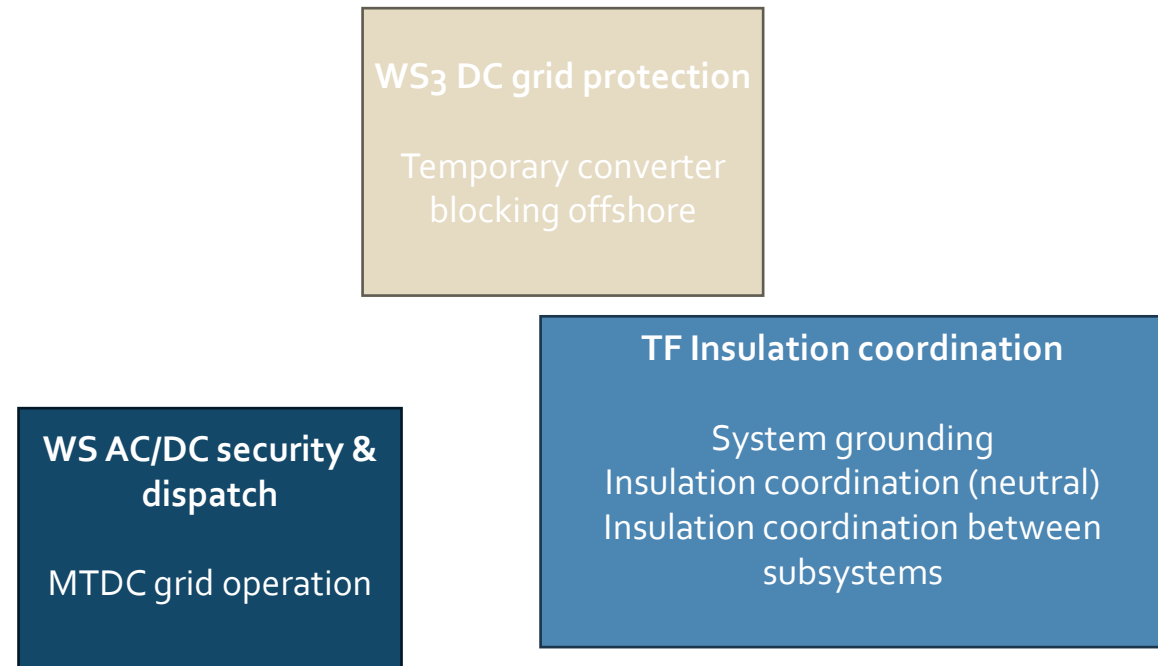 WS3 DC grid protection
Temporary converter
blocking offshore
TF Insulation coordination
System grounding
Insulation coordination (neutral)
Insulation coordination between
subsystems
WS AC/DC security &
dispatch
MTDC grid operation